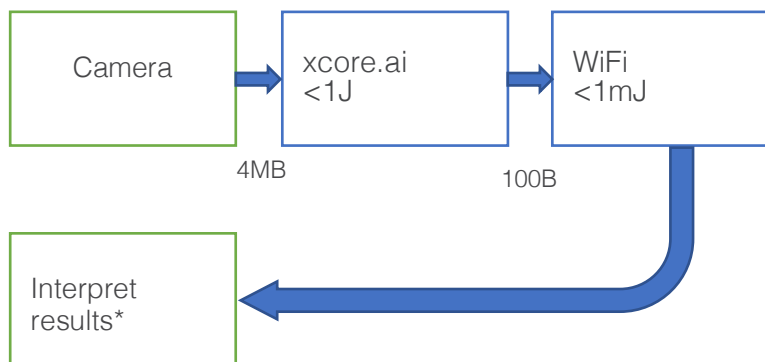 Camera
xcore.ai
<1J
WiFi
<1mJ
4MB
100B
Interpret
results*